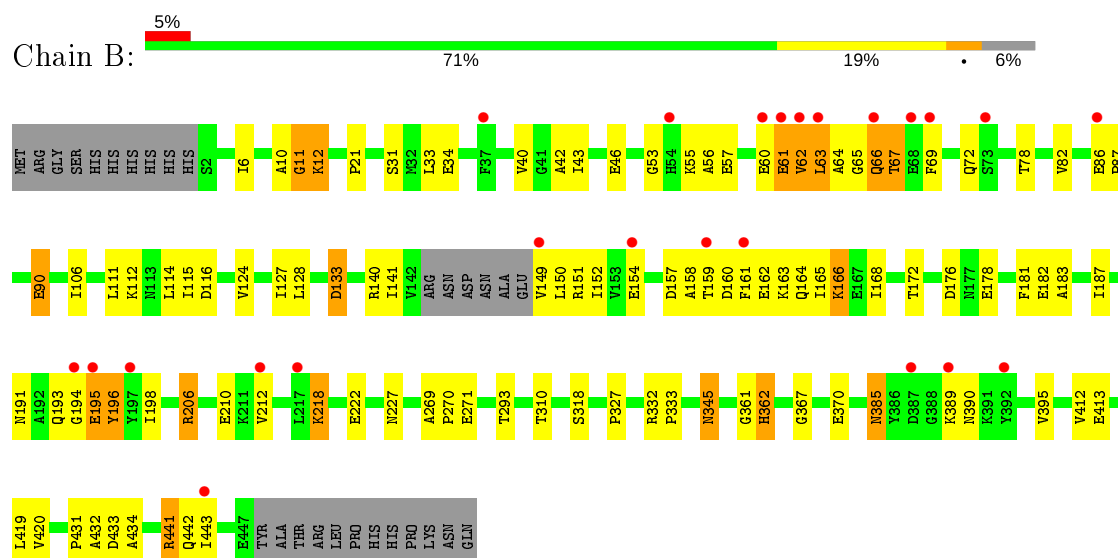 5%
Chain B:
71% 19% • 6%
MET ARG GLY SER HIS HIS HIS HIS HIS HIS S2 I6 A10 G11 K12 P21 S31 M32 L33 E34 F37 V40 G41 A42 I43 E46 G53 H54 K55 A56 E57 E60 E61 V62 L63 A64 G65 Q66 T67 E68 F69 Q72 S73 T78 V82 E86 P87
E90 I106 L111 K112 N113 L114 I115 D116 V124 I127 L128 D133 R140 I141 V142 ARG ASN ASP ASN ALA GLU V149 L150 R151 I152 V153 E154 D157 A158 T159 D160 F161 E162 K163 Q164 I165 K166 E167 I168 T172 D176 N177 E178 F181 E182 A183 I187
N191 A192 Q193 G194 E195 Y196 Y197 I198 R206 E210 K211 V212 L217 K218 E222 N227 A269 P270 E271 T293 T310 S318 P327 R332 P333 N345 G361 H362 G367 E370 N385 Y386 D387 G388 K389 N390 K391 Y392 V395 V412 E413
L419 V420 P431 A432 D433 A434 R441 Q442 I443 E447 TYR ALA THR ARG LEU PRO HIS HIS PRO LYS ASN GLN